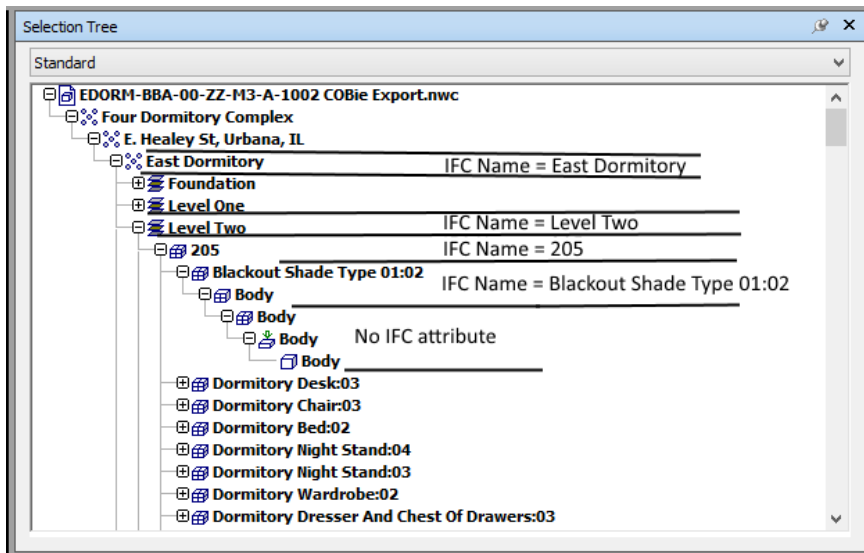 Selection Tree
Standard
EDORM-BBA-00-ZZ-M3-A-1002 COBie Export.nwc
Four Dormitory Complex
E. Healey St, Urbana, IL
East Dormitory IFC Name = East Dormitory
Foundation
Level One
Level Two IFC Name = Level Two
205 IFC Name = 205
Blackout Shade Type 01:02 IFC Name = Blackout Shade Type 01:02
Body
Body
Body No IFC attribute
Body
Dormitory Desk:03
Dormitory Chair:03
Dormitory Bed:02
Dormitory Night Stand:04
Dormitory Night Stand:03
Dormitory Wardrobe:02
Dormitory Dresser And Chest Of Drawers:03